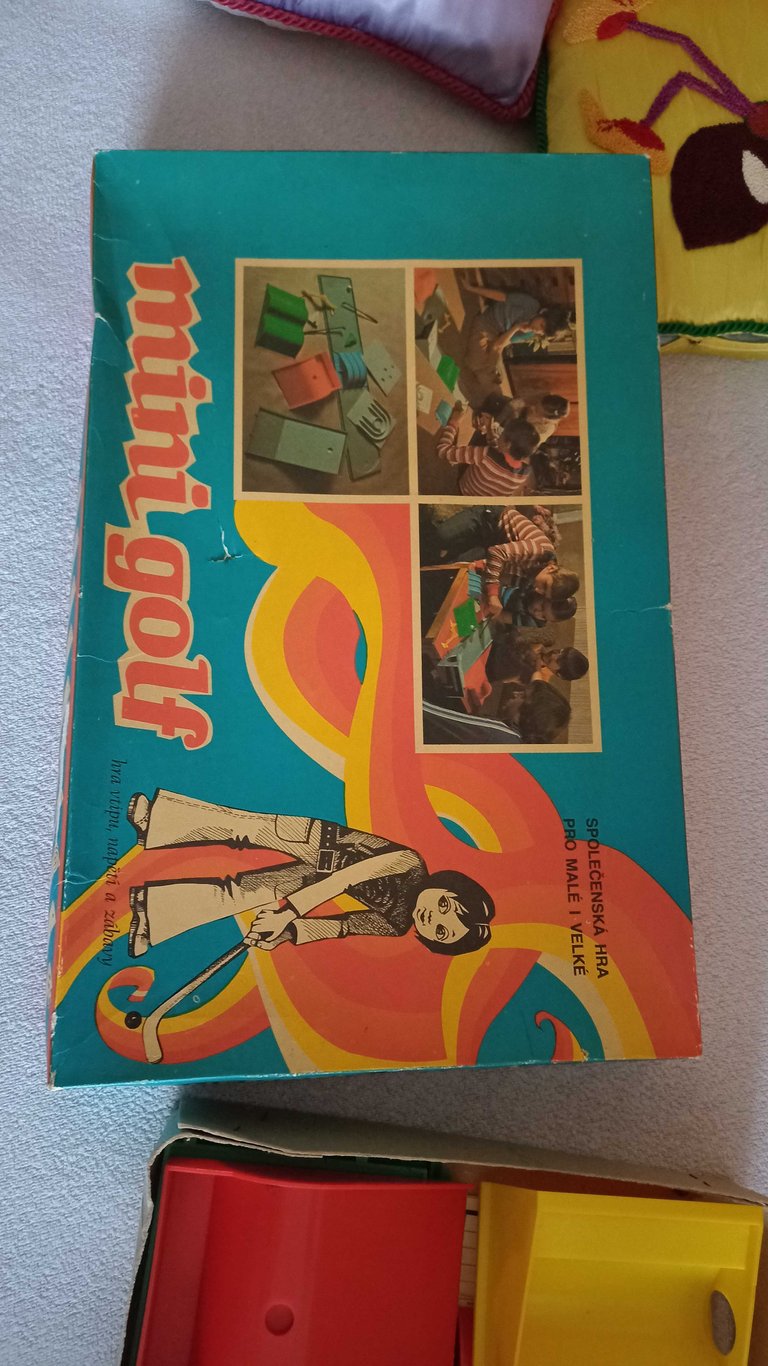 SPOLEČENSKÁ HRA
PRO MALÉ I VELKÉ
mini golf
hra vtipu, napětí a zábavy